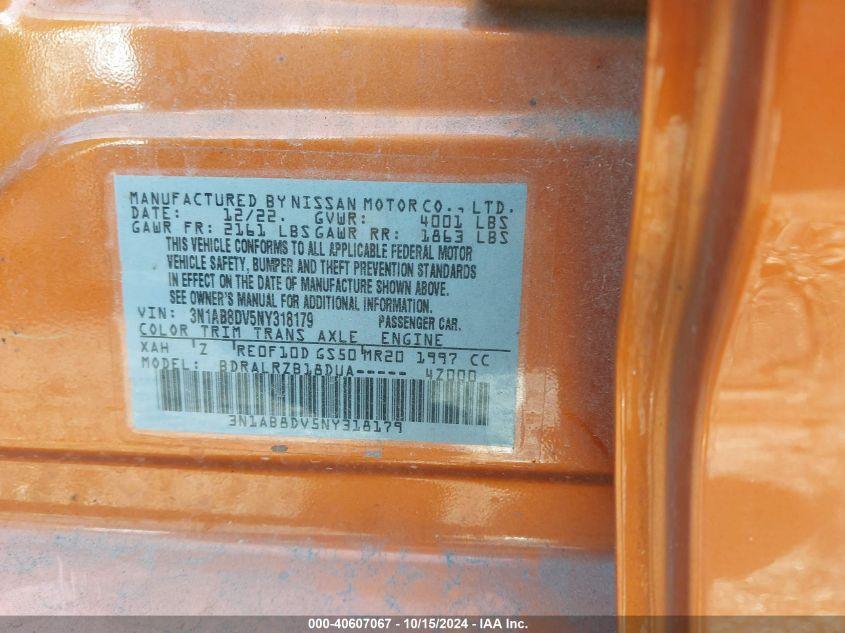 MANUFACTURED BY NISSAN MOTOR CO., LTD.
DATE: 12/22. GVWR: 4001 LBS
GAWR FR: 2161 LBS GAWR RR: 1863 LBS
THIS VEHICLE CONFORMS TO ALL APPLICABLE FEDERAL MOTOR
VEHICLE SAFETY, BUMPER AND THEFT PREVENTION STANDARDS
IN EFFECT ON THE DATE OF MANUFACTURE SHOWN ABOVE.
SEE OWNER'S MANUAL FOR ADDITIONAL INFORMATION.
VIN: 3N1AB8DV5NY318179 PASSENGER CAR.
COLOR TRIM TRANS AXLE ENGINE
XAH Z RE0F10D GS50 MR20 1997 CC
MODEL: BDRALRZB18DUA----- 4Z000
3N1AB8DV5NY318179
000-40607067 - 10/15/2024 - IAA Inc.